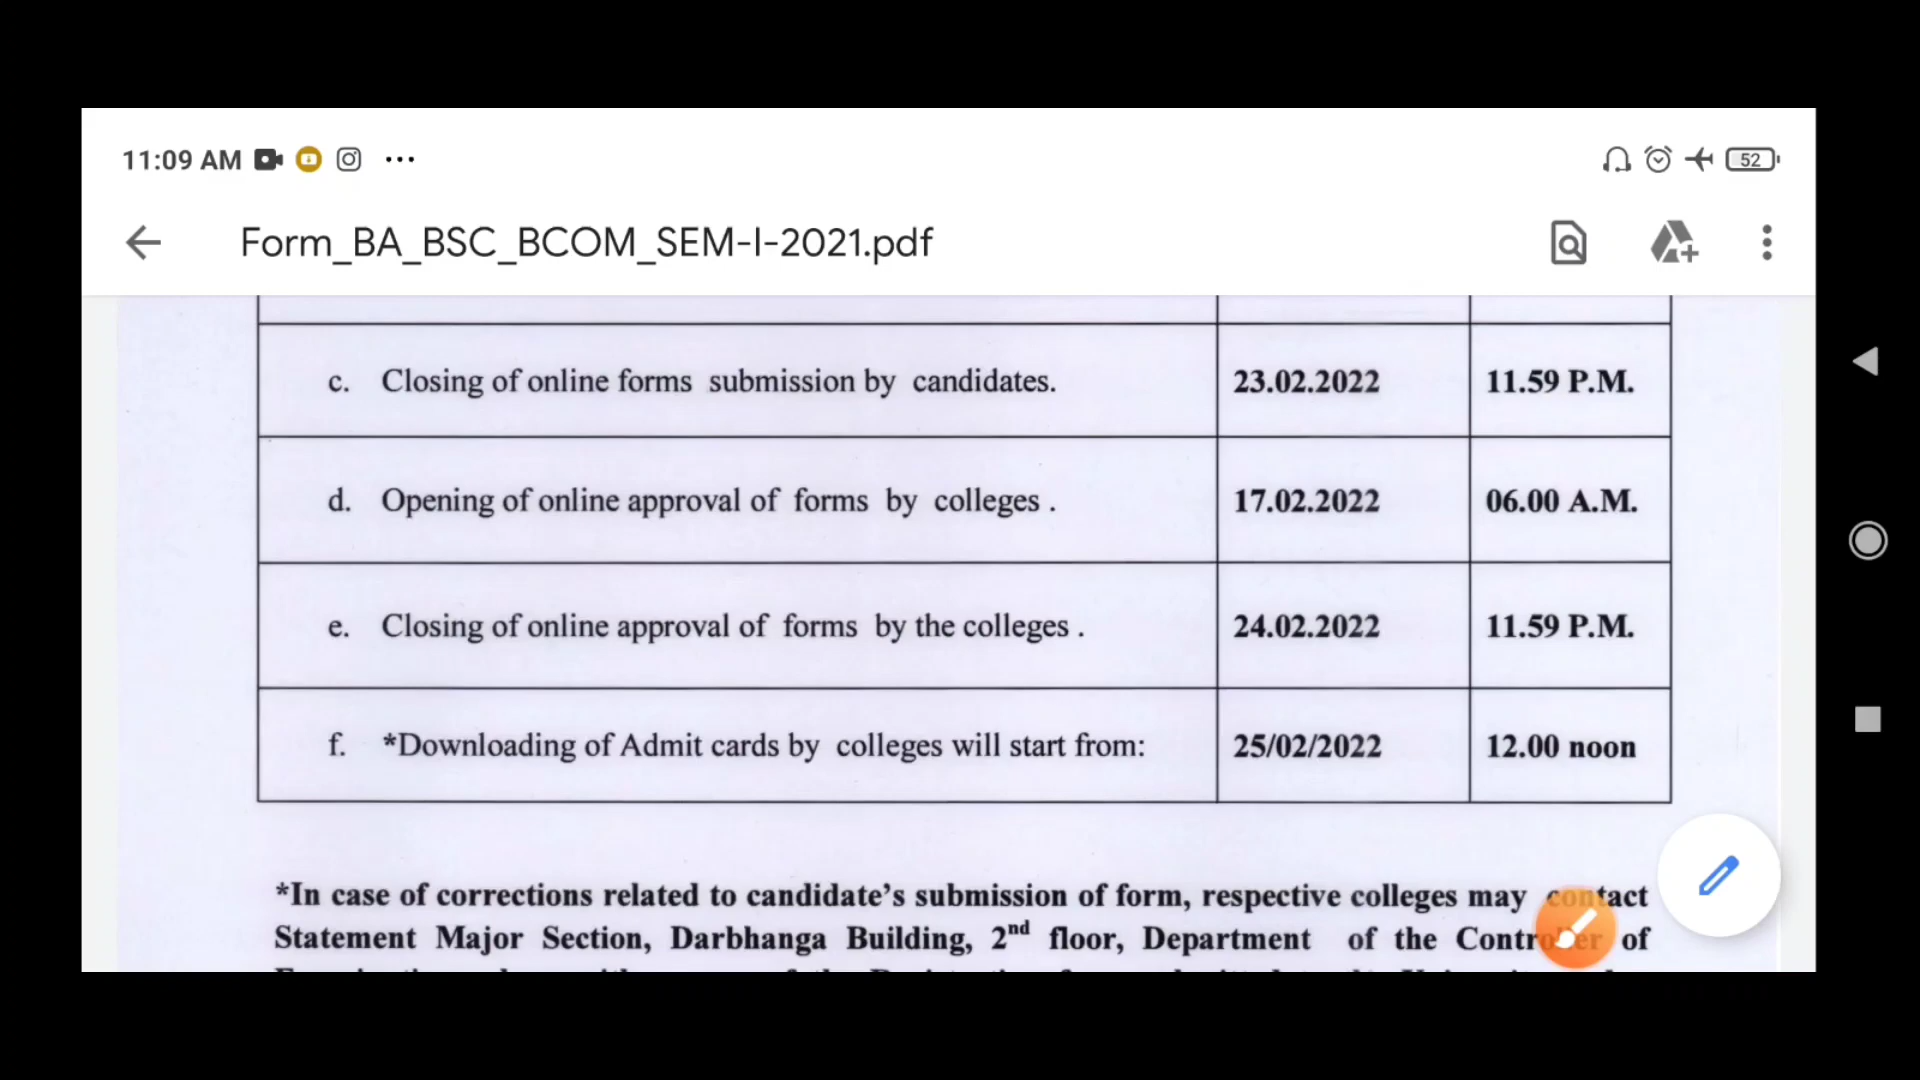 11:09 AM
52
Form_BA_BSC_BCOM_SEM-I-2021.pdf
c. Closing of online forms submission by candidates. 23.02.2022 11.59 P.M.
d. Opening of online approval of forms by colleges . 17.02.2022 06.00 A.M.
e. Closing of online approval of forms by the colleges . 24.02.2022 11.59 P.M.
f. *Downloading of Admit cards by colleges will start from: 25/02/2022 12.00 noon
*In case of corrections related to candidate’s submission of form, respective colleges may contact
Statement Major Section, Darbhanga Building, 2nd floor, Department of the Controller of